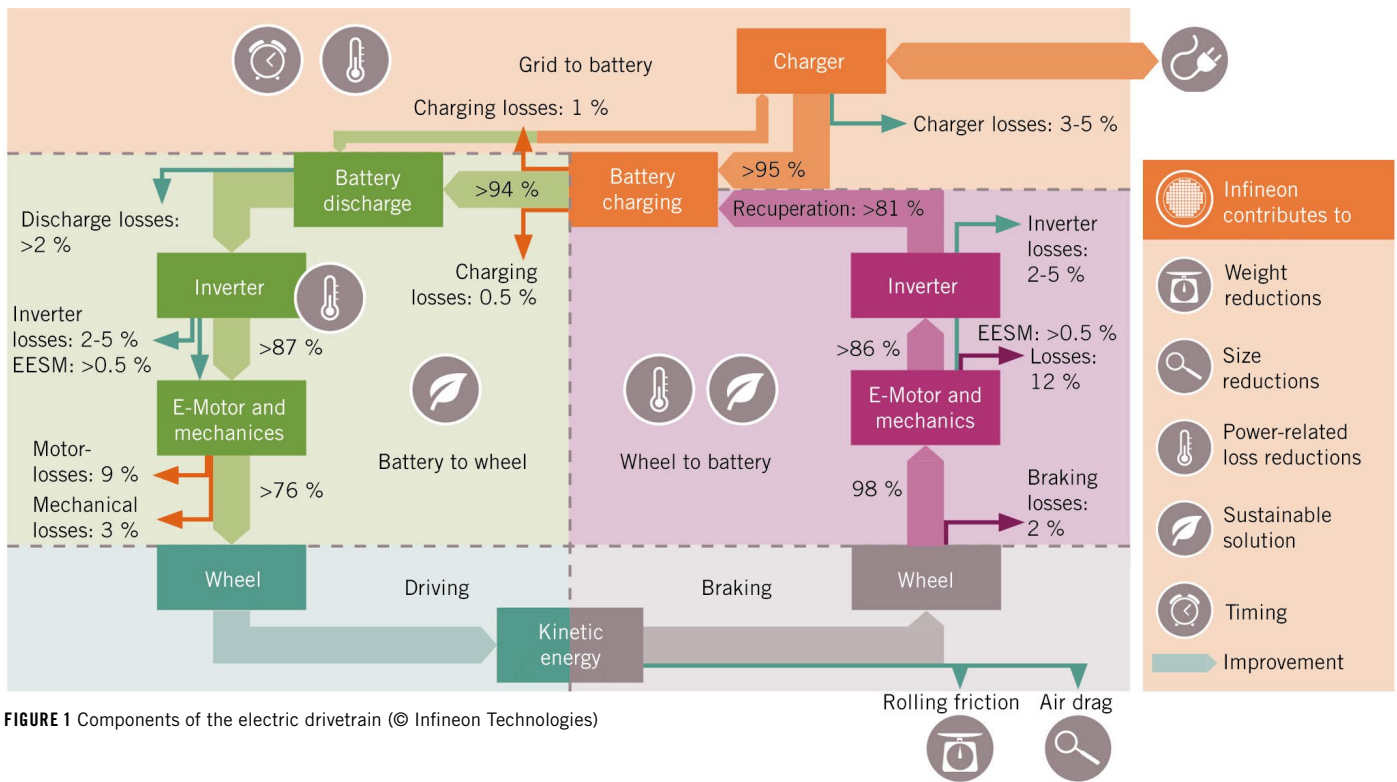 Grid to battery
Charger
Charging losses: 1 %
Charger losses: 3-5 %
Battery
discharge
>94 %
Battery
charging
>95 %
Recuperation: >81 %
Discharge losses:
>2 %
Charging
losses: 0.5 %
Inverter
losses:
2-5 %
Inverter
Inverter
Inverter
losses: 2-5 %
EESM: >0.5 %
>87 %
>86 %
EESM: >0.5 %
Losses:
12 %
E-Motor and
mechanices
E-Motor and
mechanics
Motor-
losses: 9 %
Mechanical
losses: 3 %
>76 %
Battery to wheel
Wheel to battery
98 %
Braking
losses:
2 %
Wheel
Driving
Braking
Wheel
Kinetic
energy
Rolling friction
Air drag
Infineon
contributes to
Weight
reductions
Size
reductions
Power-related
loss reductions
Sustainable
solution
Timing
Improvement
FIGURE 1 Components of the electric drivetrain (© Infineon Technologies)